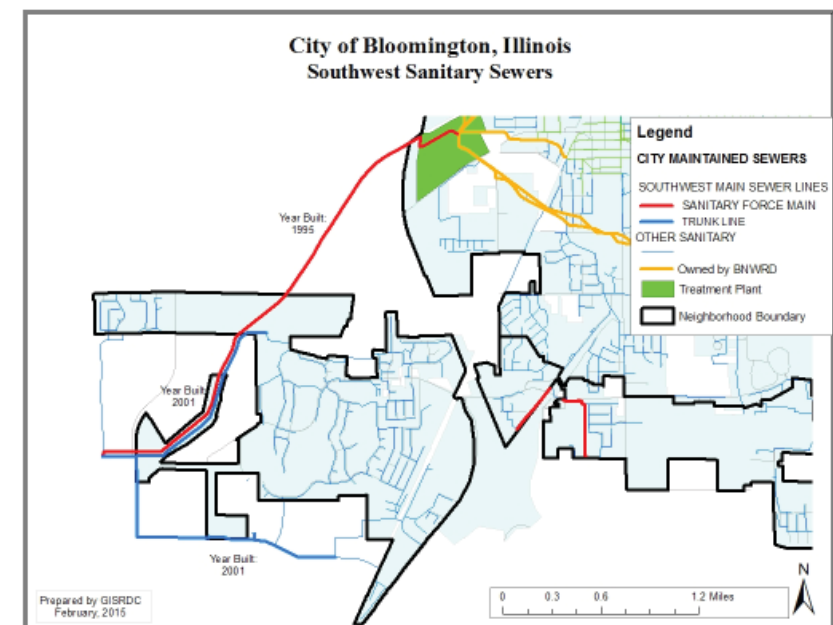 City of Bloomington, Illinois
Southwest Sanitary Sewers
Legend
CITY MAINTAINED SEWERS
SOUTHWEST MAIN SEWER LINES
SANITARY FORCE MAIN
TRUNK LINE
OTHER SANITARY
Owned by BNWRD
Treatment Plant
Neighborhood Boundary
Year Built:
1995
Year Built:
2001
Year Built:
2001
Prepared by GISRDC
February, 2015
0 0.3 0.6 1.2 Miles
N